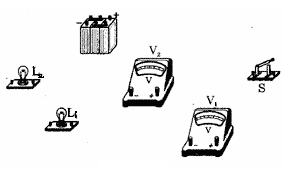 − +
V₂
L₂
S
V₁
L₁
V
− +
V
− +